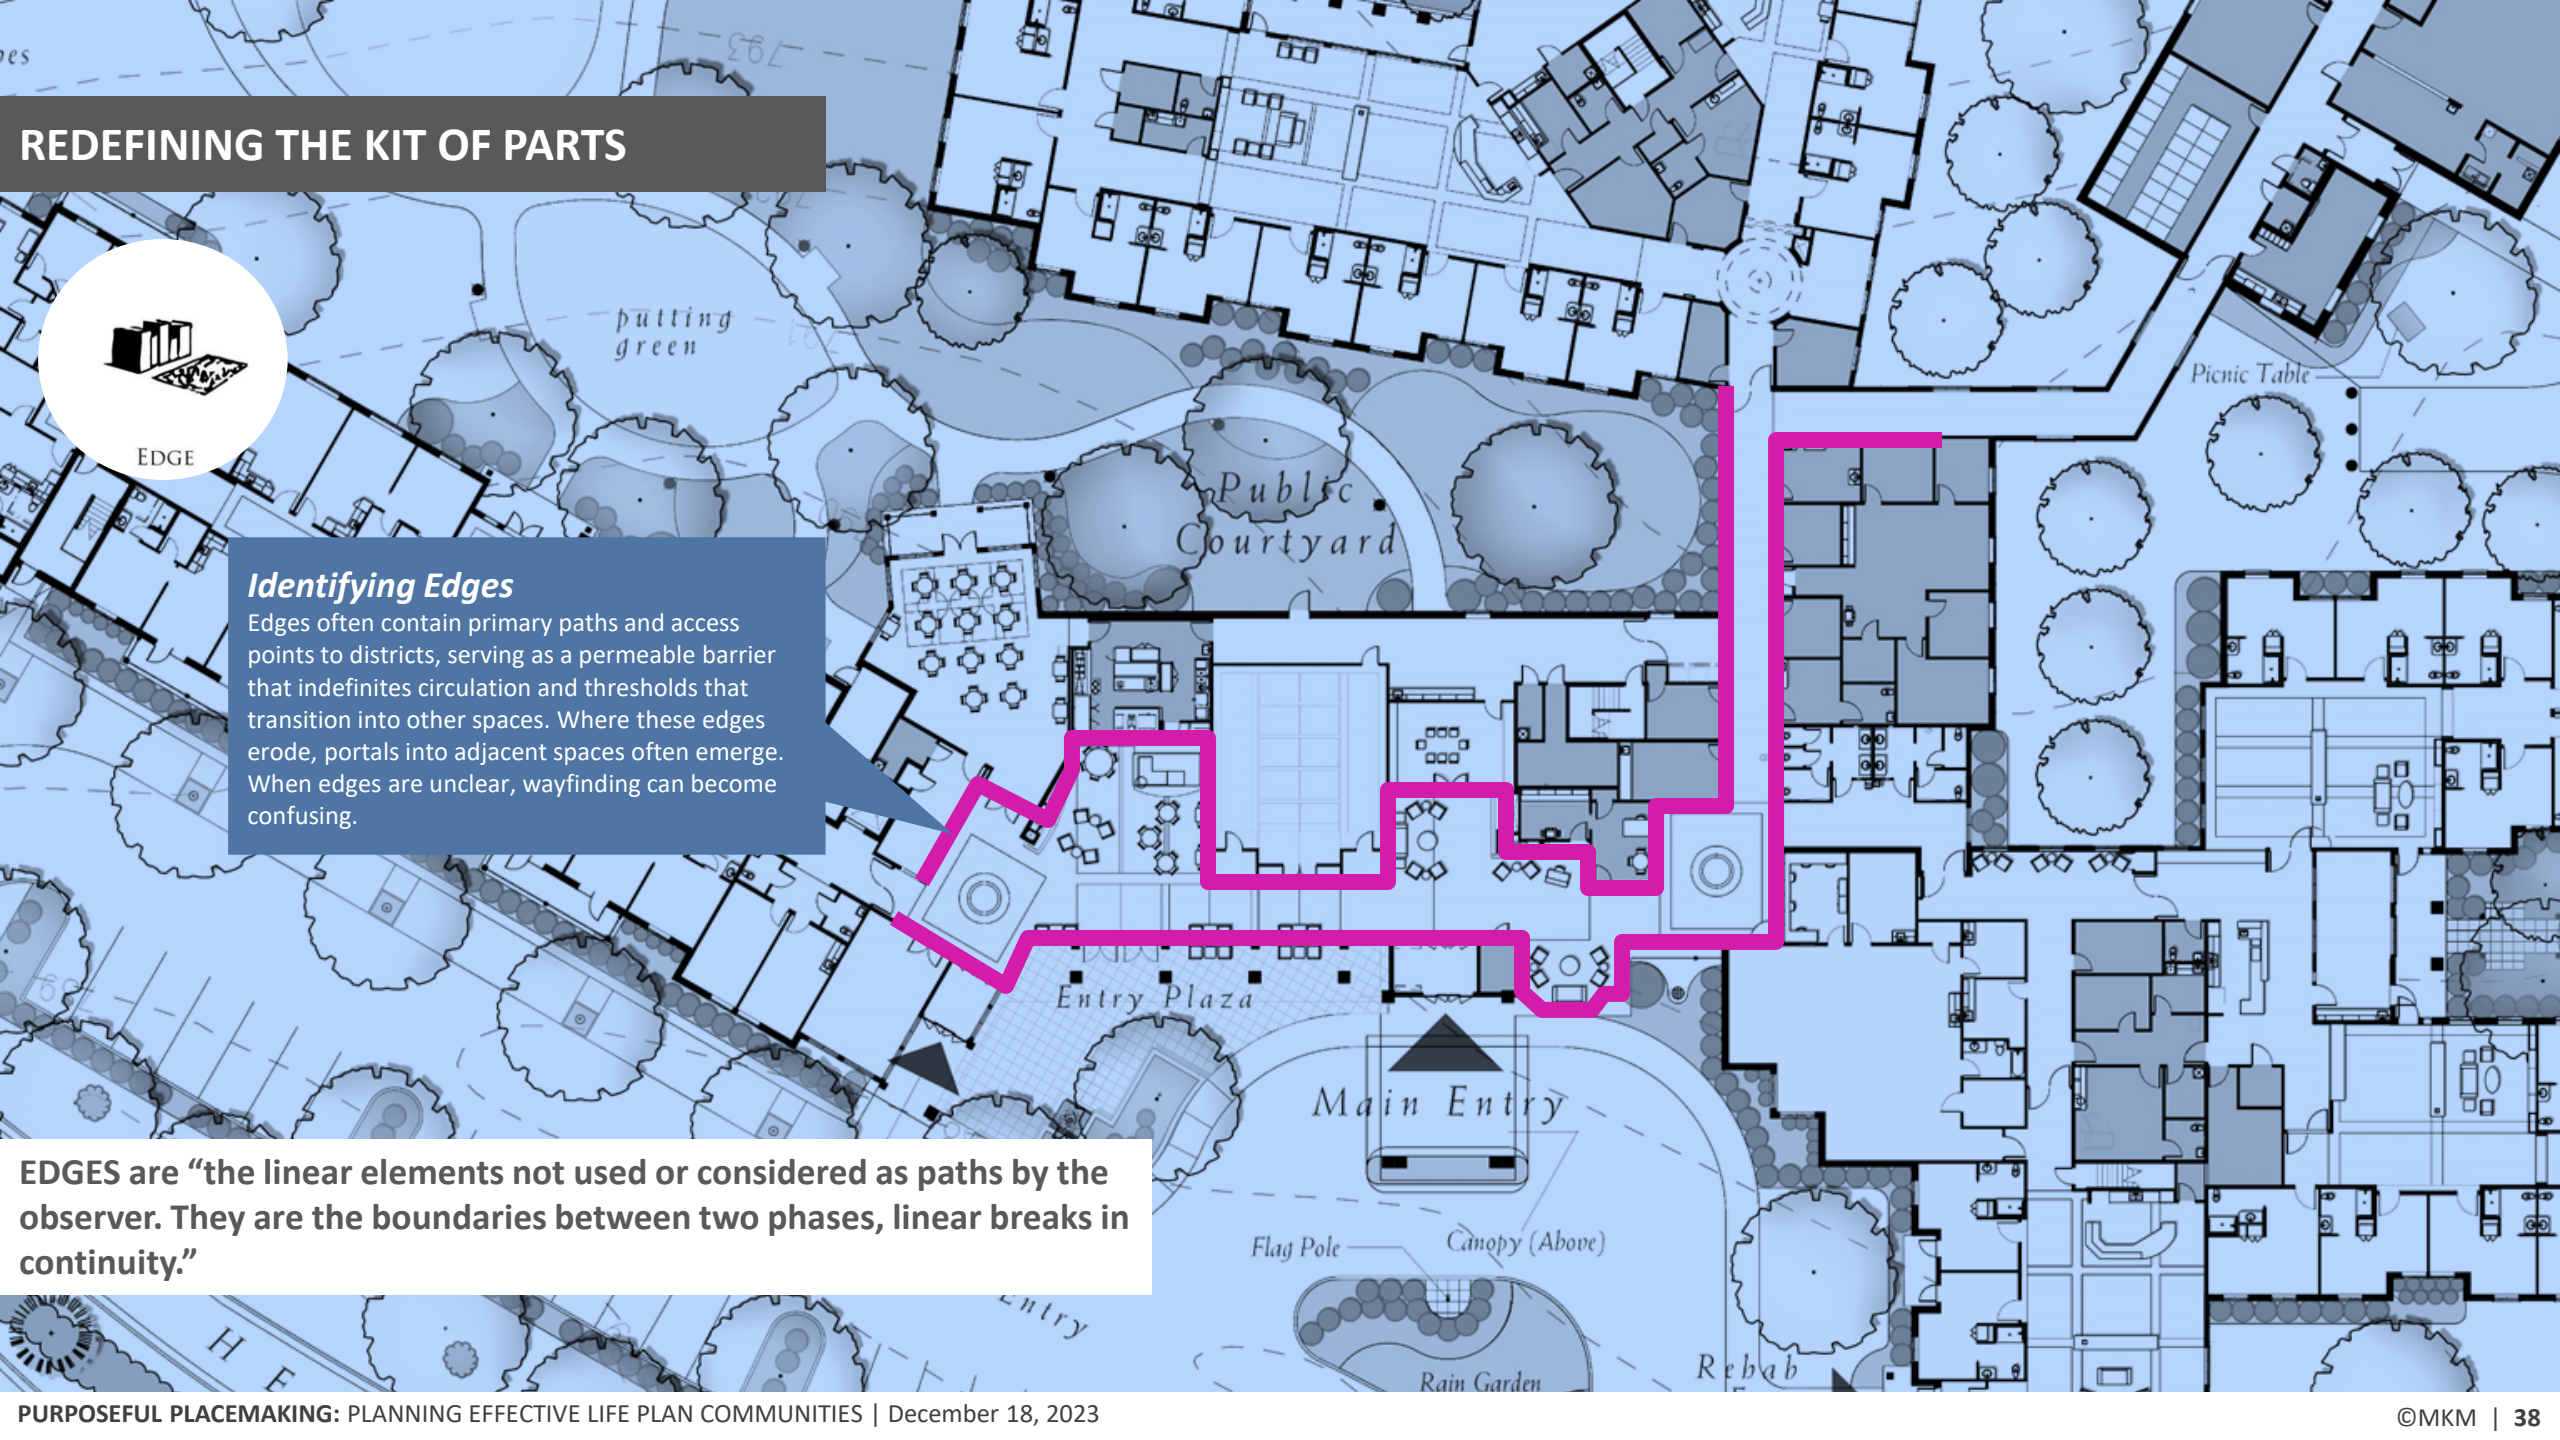 REDEFINING THE KIT OF PARTS
EDGE
putting
green
793
791
Picnic Table
Public
Courtyard
Identifying Edges
Edges often contain primary paths and access
points to districts, serving as a permeable barrier
that indefinites circulation and thresholds that
transition into other spaces. Where these edges
erode, portals into adjacent spaces often emerge.
When edges are unclear, wayfinding can become
confusing.
Entry Plaza
Main Entry
EDGES are “the linear elements not used or considered as paths by the
observer. They are the boundaries between two phases, linear breaks in
continuity.”
Flag Pole
Canopy (Above)
Entry
Rain Garden
Rehab
H E
PURPOSEFUL PLACEMAKING: PLANNING EFFECTIVE LIFE PLAN COMMUNITIES | December 18, 2023
©MKM | 38